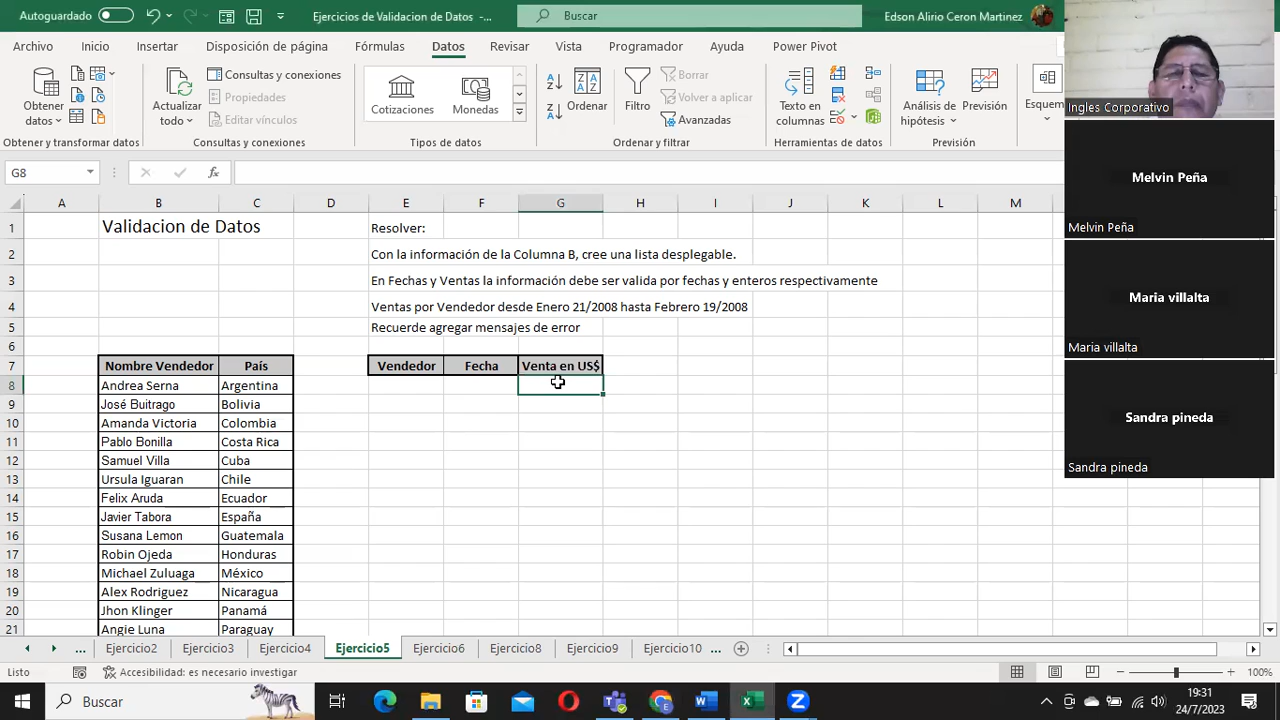 Autoguardado
Ejercicios de Validacion de Datos -...
Buscar
Edson Alirio Ceron Martinez
Archivo Inicio Insertar Disposición de página Fórmulas Datos Revisar Vista Programador Ayuda Power Pivot
Obtener datos
Actualizar todo
Consultas y conexiones
Propiedades
Editar vínculos
Cotizaciones
Monedas
Ordenar
Filtro
Borrar
Volver a aplicar
Avanzadas
Texto en columnas
Análisis de hipótesis
Previsión
Esquem
Obtener y transformar datos
Consultas y conexiones
Tipos de datos
Ordenar y filtrar
Herramientas de datos
Previsión
G8
fx
A B C D E F G H I J K L M
1 Validacion de Datos Resolver:
2 Con la información de la Columna B, cree una lista desplegable.
3 En Fechas y Ventas la información debe ser valida por fechas y enteros respectivamente
4 Ventas por Vendedor desde Enero 21/2008 hasta Febrero 19/2008
5 Recuerde agregar mensajes de error
6
7 Nombre Vendedor País Vendedor Fecha Venta en US$
8 Andrea Serna Argentina
9 José Buitrago Bolivia
10 Amanda Victoria Colombia
11 Pablo Bonilla Costa Rica
12 Samuel Villa Cuba
13 Ursula Iguaran Chile
14 Felix Aruda Ecuador
15 Javier Tabora España
16 Susana Lemon Guatemala
17 Robin Ojeda Honduras
18 Michael Zuluaga México
19 Alex Rodriguez Nicaragua
20 Jhon Klinger Panamá
21 Angie Luna Paraguay
... Ejercicio2 Ejercicio3 Ejercicio4 Ejercicio5 Ejercicio6 Ejercicio8 Ejercicio9 Ejercicio10 ...
Listo
Accesibilidad: es necesario investigar
100%
Buscar
19:31
24/7/2023
Ingles Corporativo
Melvin Peña
Melvin Peña
Maria villalta
Maria villalta
Sandra pineda
Sandra pineda